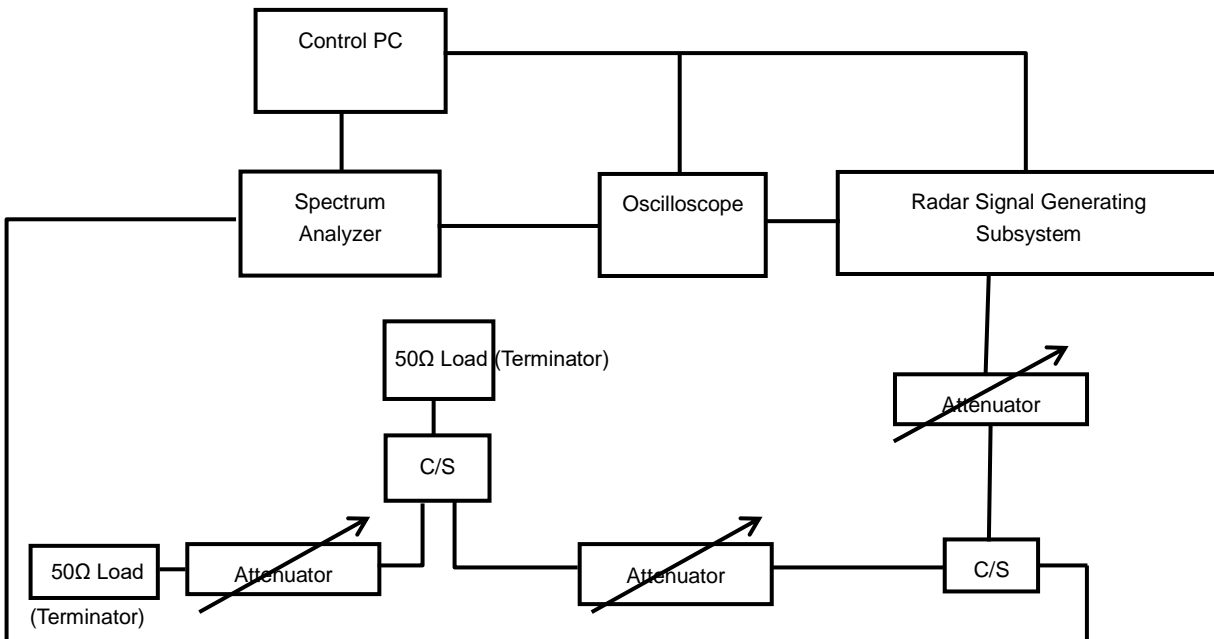 Control PC
Spectrum
Analyzer
Oscilloscope
Radar Signal Generating
Subsystem
50Ω Load (Terminator)
Attenuator
C/S
50Ω Load
(Terminator)
Attenuator
Attenuator
C/S